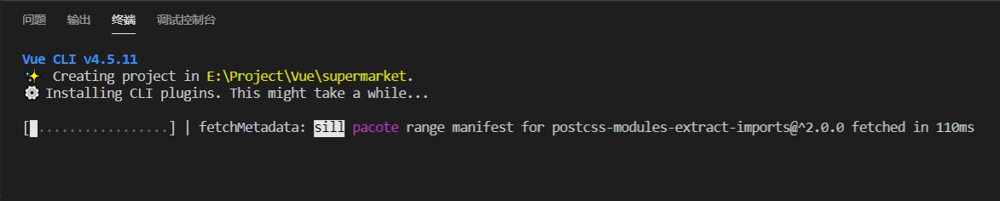 问题 输出 终端 调试控制台
Vue CLI v4.5.11
✨ Creating project in E:\Project\Vue\supermarket.
⚙ Installing CLI plugins. This might take a while...
[ .................] | fetchMetadata: sill pacote range manifest for postcss-modules-extract-imports@^2.0.0 fetched in 110ms